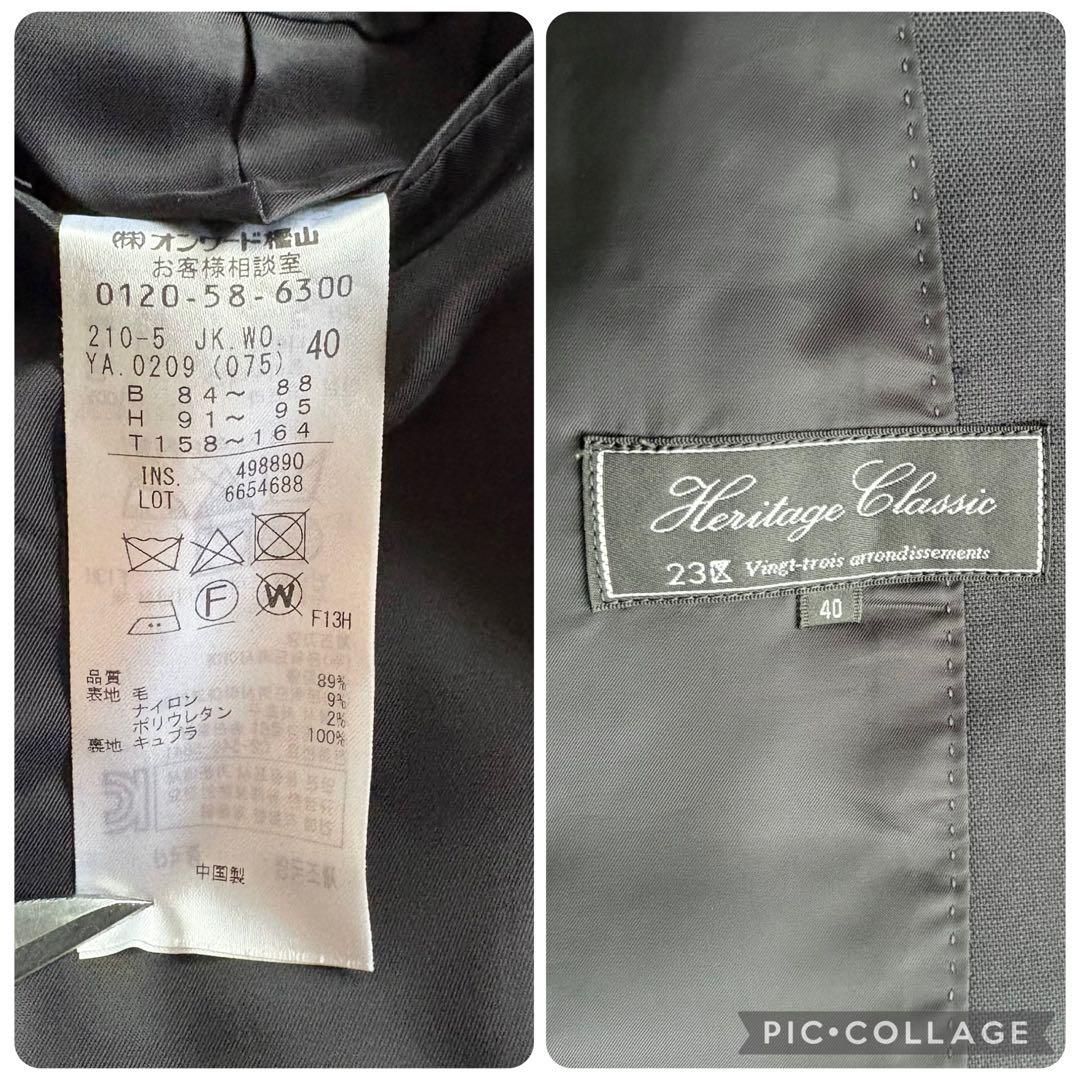 (株)オンワード樫山
お客様相談室
0120-58-6300
210-5 JK.WO. 40
YA.0209 (075)
B 84～ 88
H 91～ 95
T158～164
INS. 498890
LOT 6654688
F
W
F13H
品質
表地 毛 89%
ナイロン 9%
ポリウレタン 2%
裏地 キュプラ 100%
中国製
Heritage Classic
23区 Vingt-trois arrondissements
40
PIC•COLLAGE